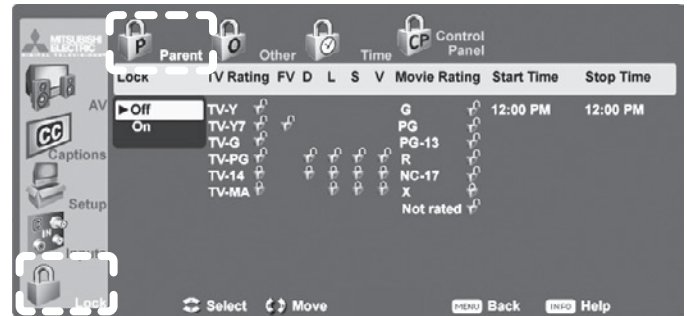 MITSUBISHI
ELECTRIC
P Parent
O Other
Time
CP Control
Panel
Lock TV Rating FV D L S V Movie Rating Start Time Stop Time
AV
Off
On
TV-Y G 12:00 PM 12:00 PM
TV-Y7 PG
TV-G PG-13
TV-PG R
TV-14 NC-17
TV-MA X
Not rated
CC
Captions
Setup
IN
Inputs
Lock
Select Move MENU Back INFO Help